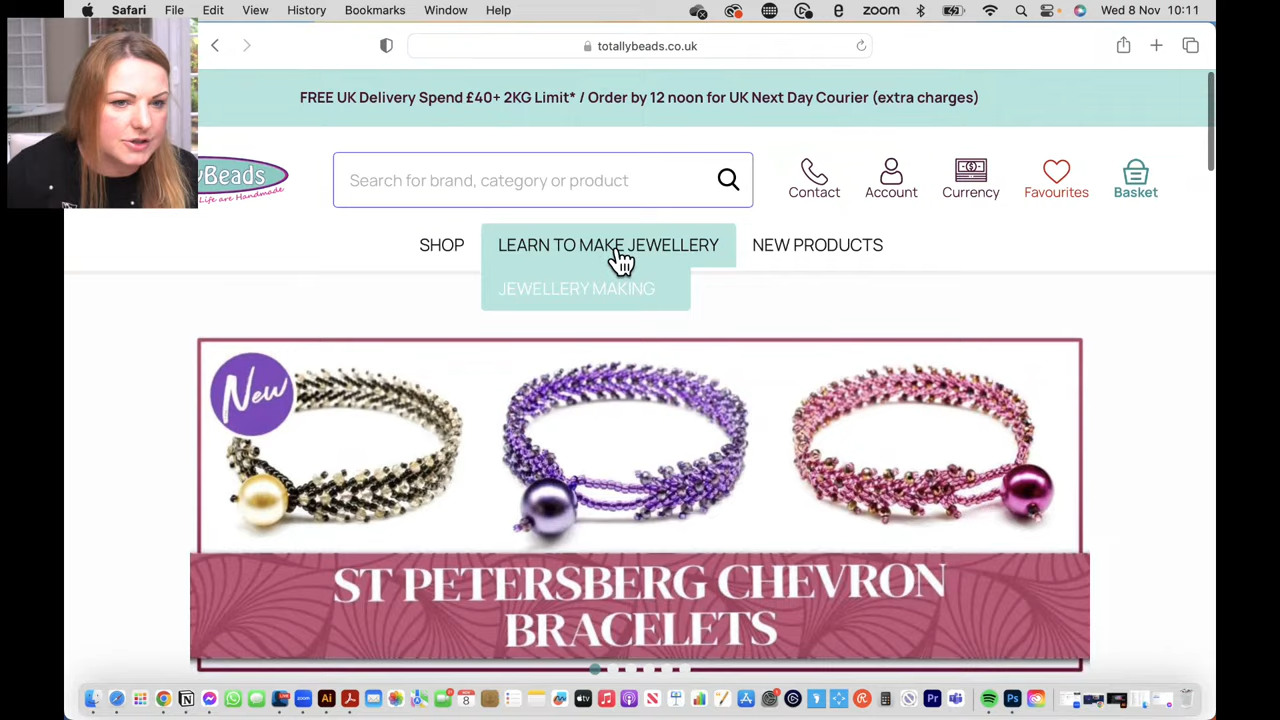 Safari File Edit View History Bookmarks Window Help zoom Wed 8 Nov 10:11
totallybeads.co.uk
FREE UK Delivery Spend £40+ 2KG Limit* / Order by 12 noon for UK Next Day Courier (extra charges)
yBeads
Life are Handmade
Search for brand, category or product
Contact Account Currency Favourites Basket
SHOP LEARN TO MAKE JEWELLERY NEW PRODUCTS
JEWELLERY MAKING
New
ST PETERSBERG CHEVRON
BRACELETS